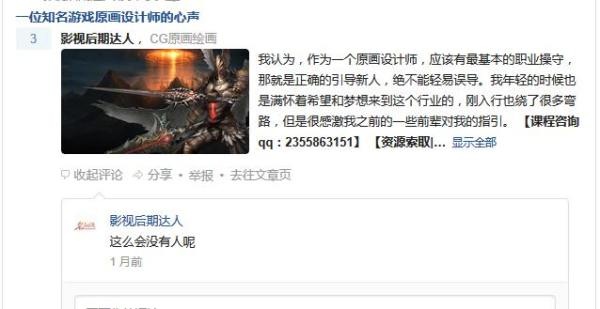 一位知名游戏原画设计师的心声
3
影视后期达人， CG原画绘画
我认为，作为一个原画设计师，应该有最基本的职业操守，
那就是正确的引导新人，绝不能轻易误导。我年轻的时候也
是满怀着希望和梦想来到这个行业的，刚入行也绕了很多弯
路，但是很感激我之前的一些前辈对我的指引。【课程咨询
qq：2355863151】【资源索取|... 显示全部
收起评论 分享 • 举报 • 去往文章页
影视后期达人
这么会没有人呢
1 月前